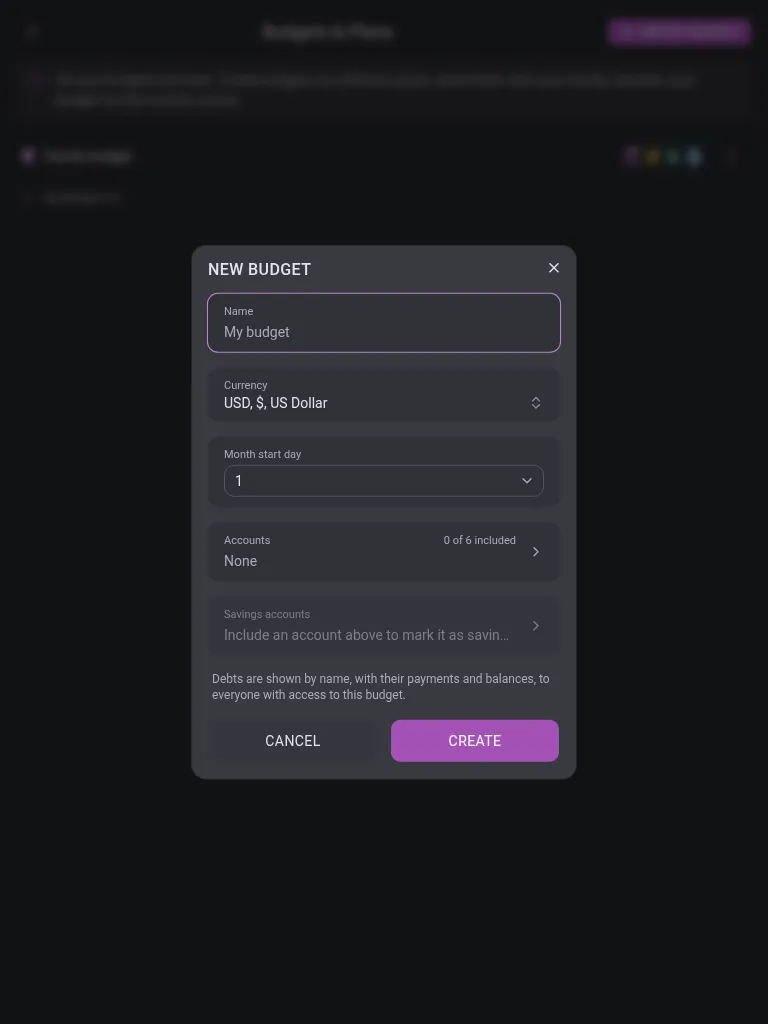 Budgets & Plans
NEW BUDGET
Name
My budget
Currency
USD, $, US Dollar
Month start day
1
Accounts
0 of 6 included
None
Savings accounts
Include an account above to mark it as savin...
Debts are shown by name, with their payments and balances, to
everyone with access to this budget.
CANCEL
CREATE